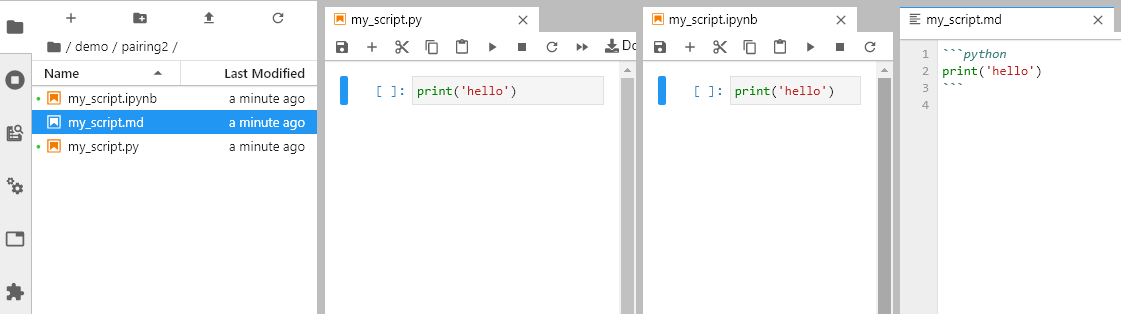 / demo / pairing2 /
Name
Last Modified
my_script.ipynb
a minute ago
my_script.md
a minute ago
my_script.py
a minute ago
my_script.py
Do
[ ]: print('hello')
my_script.ipynb
[ ]: print('hello')
my_script.md
1 ```python
2 print('hello')
3 ```
4